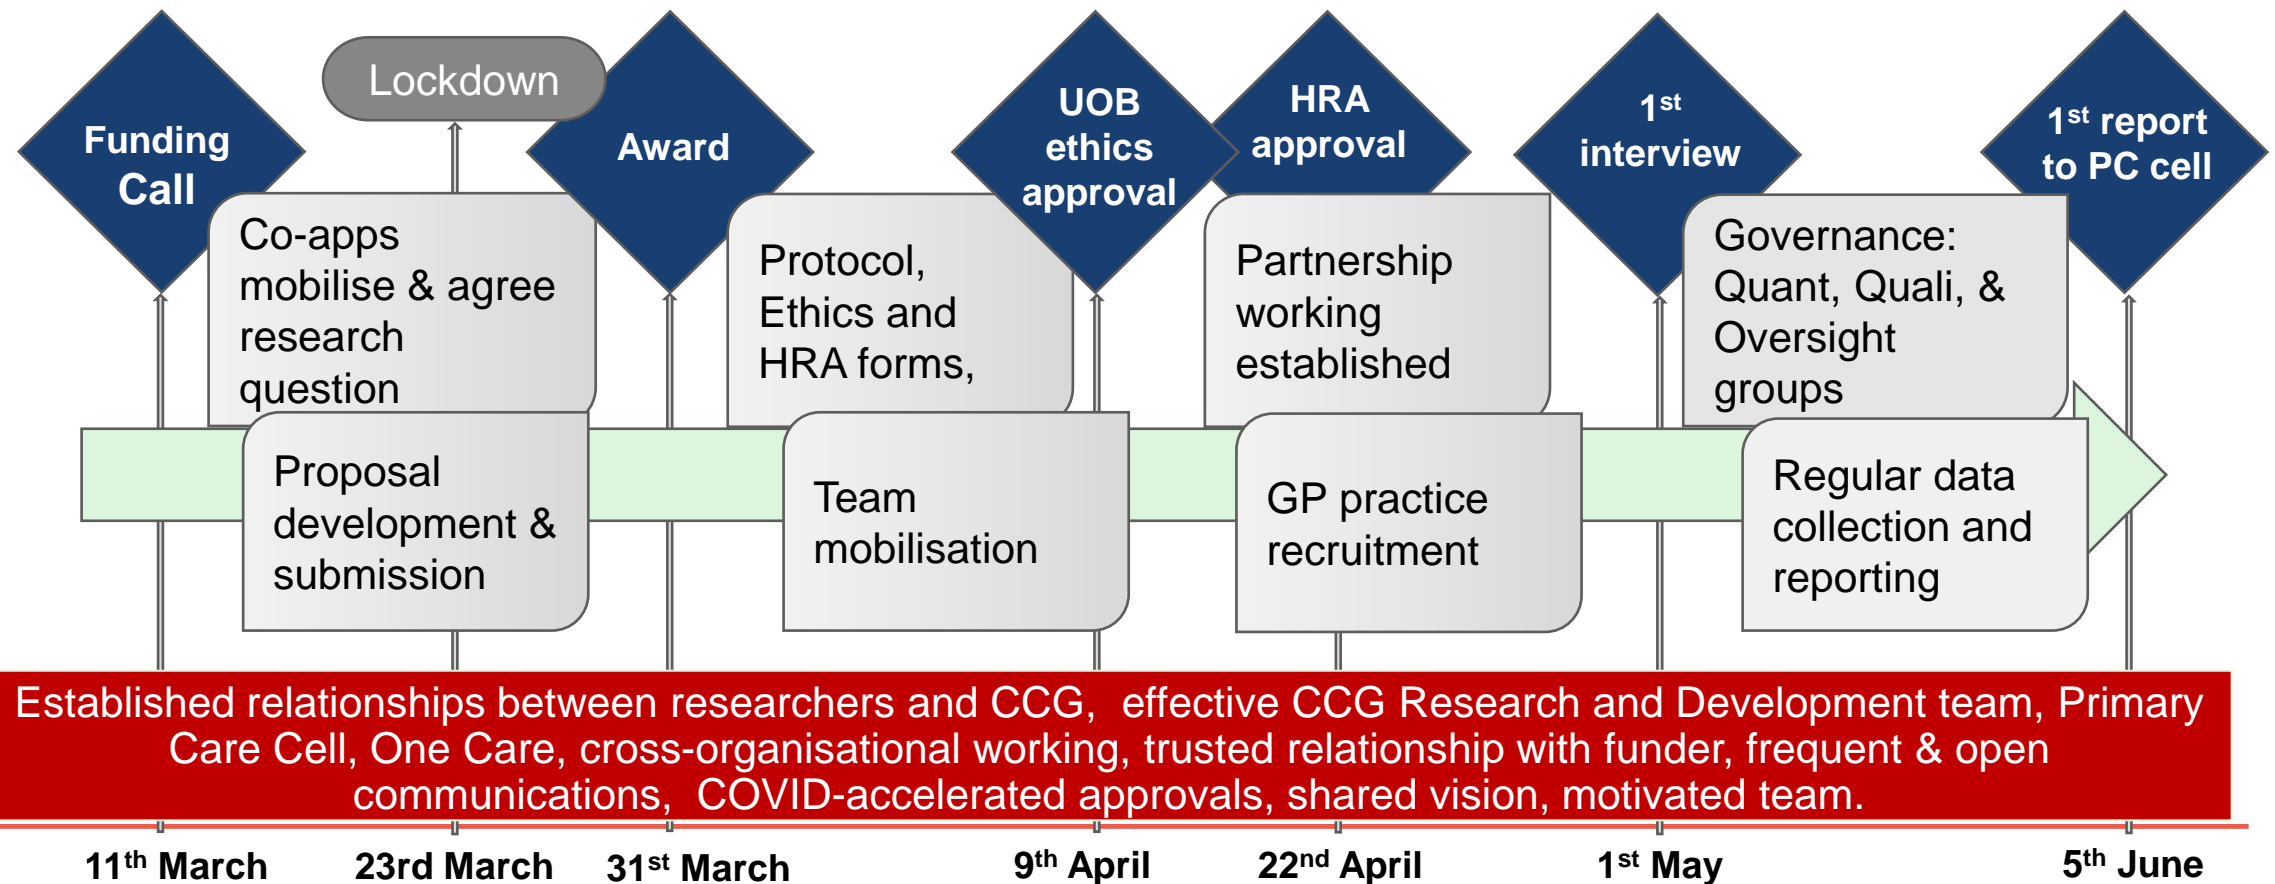 Funding
Call
Lockdown
Award
UOB
ethics
approval
HRA
approval
1st
interview
1st report
to PC cell
Co-apps
mobilise & agree
research
question
Protocol,
Ethics and
HRA forms,
Partnership
working
established
Governance:
Quant, Quali, &
Oversight
groups
Proposal
development &
submission
Team
mobilisation
GP practice
recruitment
Regular data
collection and
reporting
Established relationships between researchers and CCG, effective CCG Research and Development team, Primary
Care Cell, One Care, cross-organisational working, trusted relationship with funder, frequent & open
communications, COVID-accelerated approvals, shared vision, motivated team.
11th March 23rd March 31st March 9th April 22nd April 1st May 5th June